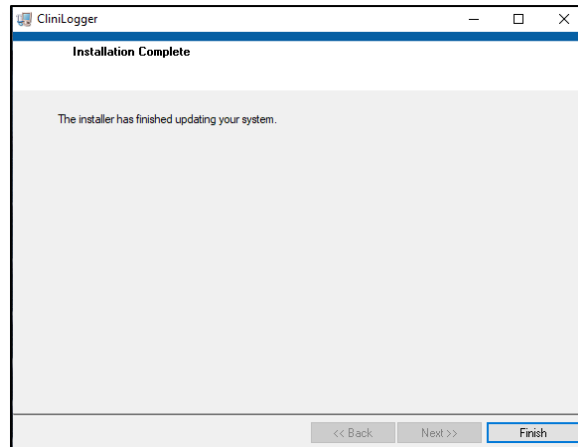 CliniLogger
Installation Complete
The installer has finished updating your system.
<< Back
Next >>
Finish